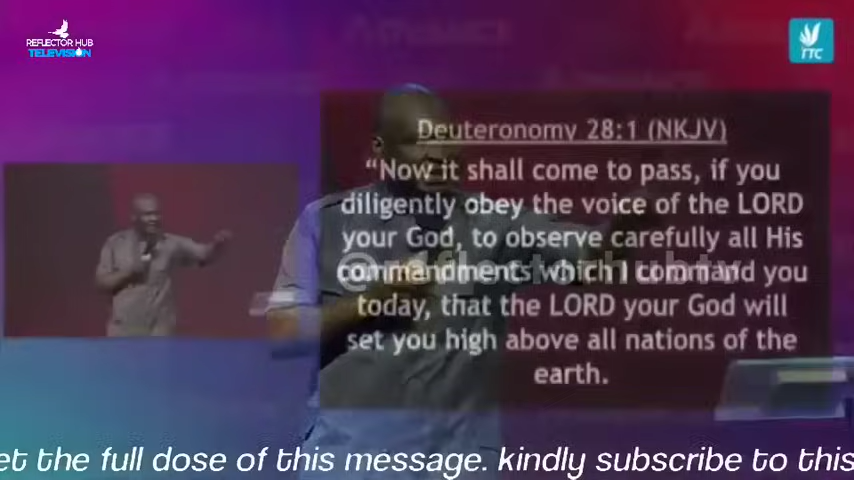 REFLECTOR HUB
TELEVISION
TTC
Deuteronomy 28:1 (NKJV)
“Now it shall come to pass, if you
diligently obey the voice of the LORD
your God, to observe carefully all His
@reflectorhubtv
commandments which I command you
today, that the LORD your God will
set you high above all nations of the
earth.
et the full dose of this message. kindly subscribe to this